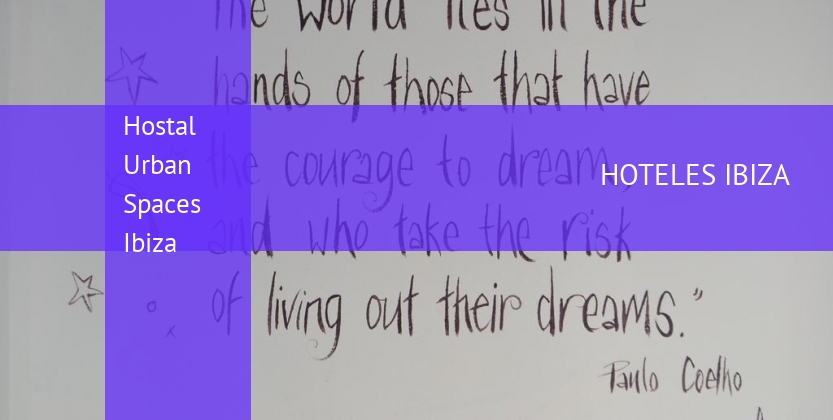 The world lies in the
hands of those that have
the courage to dream,
and who take the risk
of living out their dreams."
Paulo Coelho
Hostal
Urban
Spaces
Ibiza
HOTELES IBIZA